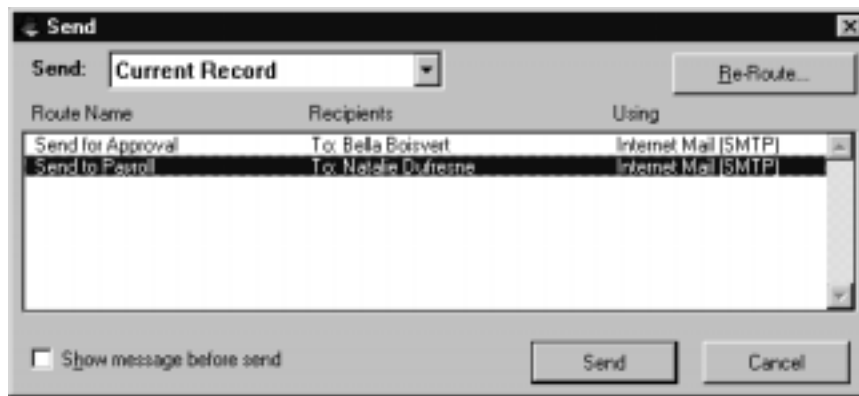 Send
Send: Current Record Re-Route...
Route Name Recipients Using
Send for Approval To: Bella Boisvert Internet Mail (SMTP)
Send to Payroll To: Natalie Dufresne Internet Mail (SMTP)
Show message before send Send Cancel